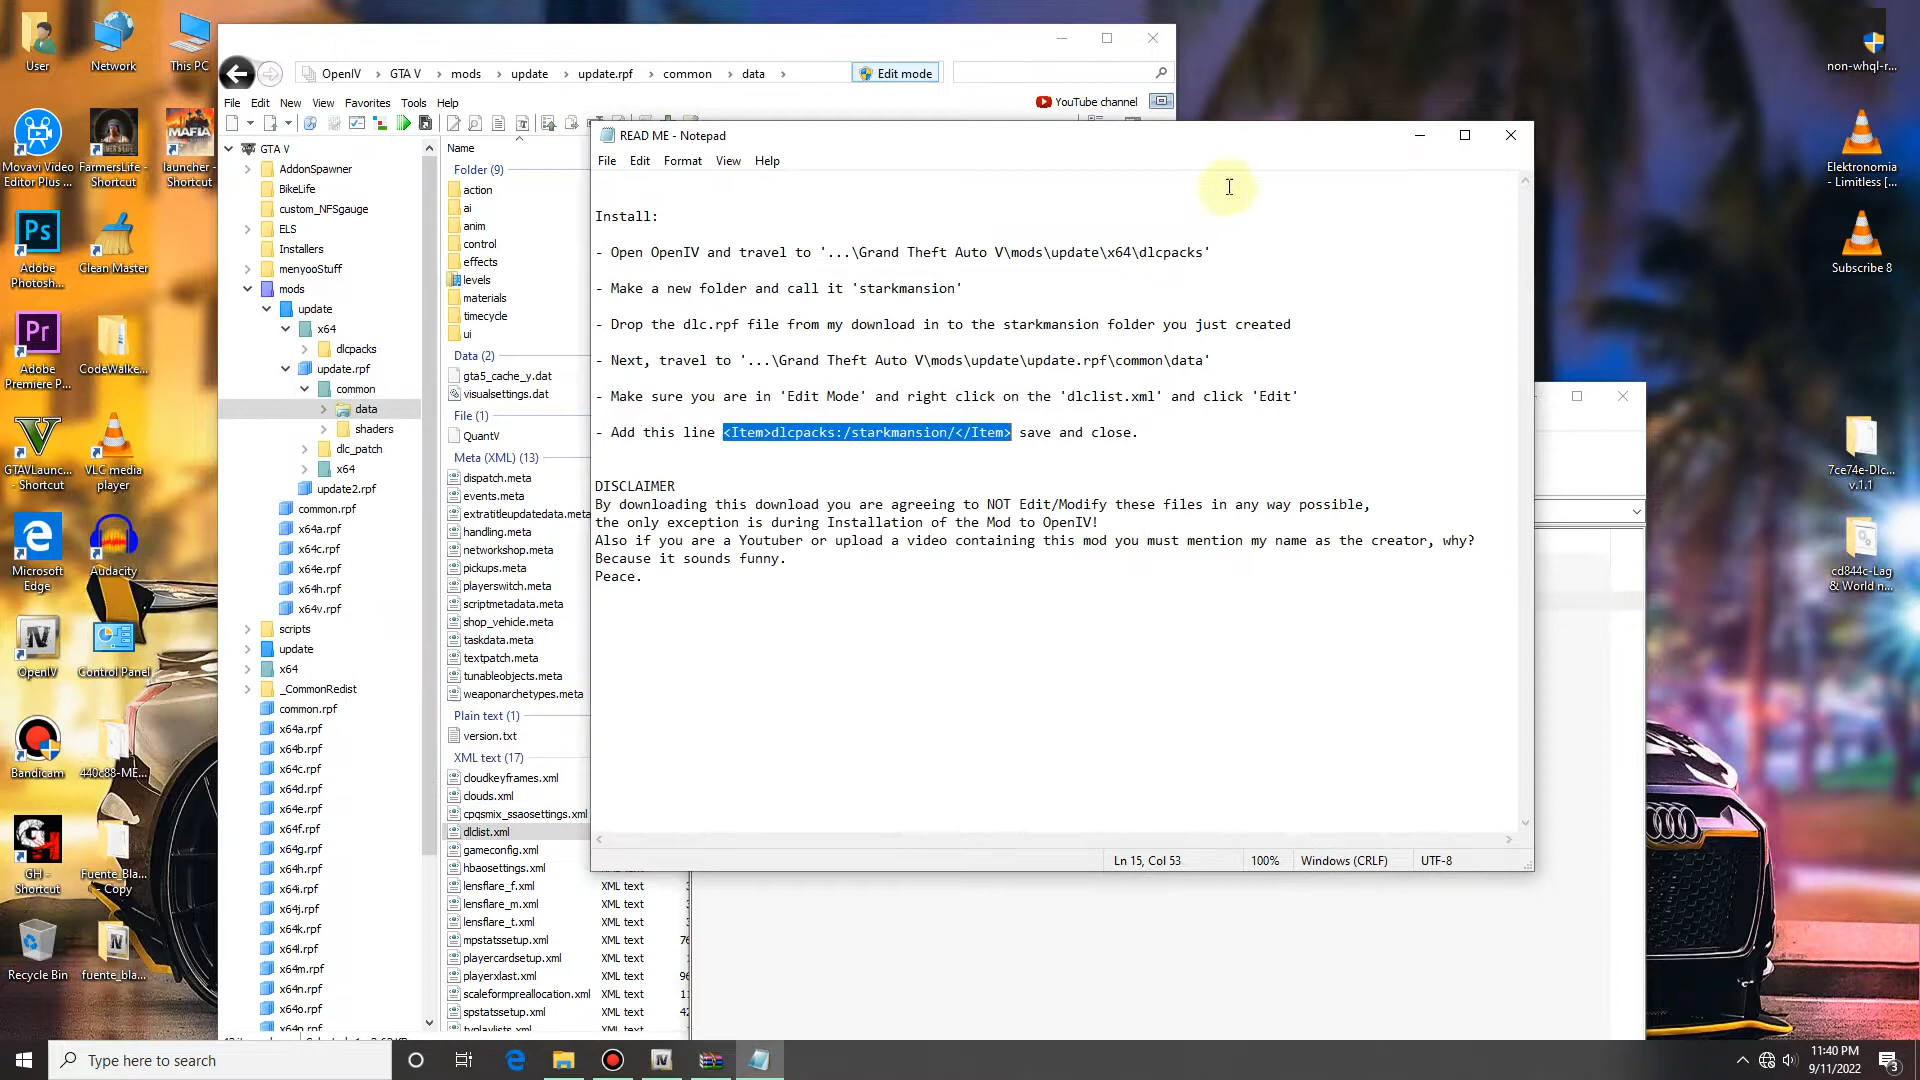 User
Network
This PC
Movavi Video Editor Plus ...
FarmersLife - Shortcut
launcher - Shortcut
Adobe Photosh...
Clean Master
Adobe Premiere P...
CodeWalke...
GTAVLaunc... - Shortcut
VLC media player
Microsoft Edge
Audacity
OpenIV
Control Panel
Bandicam
440c88-ME...
GH - Shortcut
Fuente_Bla... - Copy
Recycle Bin
fuente_bla...
OpenIV
GTA V
mods
update
update.rpf
common
data
Edit mode
File Edit New View Favorites Tools Help
YouTube channel
GTA V
AddonSpawner
BikeLife
custom_NFSgauge
ELS
Installers
menyooStuff
mods
update
x64
dlcpacks
update.rpf
common
data
shaders
dlc_patch
x64
update2.rpf
common.rpf
x64a.rpf
x64c.rpf
x64e.rpf
x64h.rpf
x64v.rpf
scripts
update
x64
_CommonRedist
common.rpf
x64a.rpf
x64b.rpf
x64c.rpf
x64d.rpf
x64e.rpf
x64f.rpf
x64g.rpf
x64h.rpf
x64i.rpf
x64j.rpf
x64k.rpf
x64l.rpf
x64m.rpf
x64n.rpf
x64o.rpf
x64p.rpf
Name
Folder (9)
action
ai
anim
control
effects
levels
materials
timecycle
ui
Data (2)
gta5_cache_y.dat
visualsettings.dat
File (1)
QuantV
Meta (XML) (13)
dispatch.meta
events.meta
extratitleupdatedata.meta
handling.meta
networkshop.meta
pickups.meta
playerswitch.meta
scriptmetadata.meta
shop_vehicle.meta
taskdata.meta
textpatch.meta
tunableobjects.meta
weaponarchetypes.meta
Plain text (1)
version.txt
XML text (17)
cloudkeyframes.xml
clouds.xml
cpqsmix_ssaosettings.xml
dlclist.xml
gameconfig.xml
hbaosettings.xml
lensflare_f.xml XML text
lensflare_m.xml XML text
lensflare_t.xml XML text
mpstatssetup.xml XML text 76
playercardsetup.xml XML text
playerxlast.xml XML text 96
scaleformpreallocation.xml XML text 11
spstatssetup.xml XML text 42
READ ME - Notepad
File Edit Format View Help
Install:
- Open OpenIV and travel to '...\Grand Theft Auto V\mods\update\x64\dlcpacks'
- Make a new folder and call it 'starkmansion'
- Drop the dlc.rpf file from my download in to the starkmansion folder you just created
- Next, travel to '...\Grand Theft Auto V\mods\update\update.rpf\common\data'
- Make sure you are in 'Edit Mode' and right click on the 'dlclist.xml' and click 'Edit'
- Add this line <Item>dlcpacks:/starkmansion/</Item> save and close.
DISCLAIMER
By downloading this download you are agreeing to NOT Edit/Modify these files in any way possible,
the only exception is during Installation of the Mod to OpenIV!
Also if you are a Youtuber or upload a video containing this mod you must mention my name as the creator, why?
Because it sounds funny.
Peace.
Ln 15, Col 53
100%
Windows (CRLF)
UTF-8
non-whql-r...
Elektronomia - Limitless [...
Subscribe 8
7ce74e-Dlc... v.1.1
cd844c-Lag & World n...
Type here to search
11:40 PM
9/11/2022
3